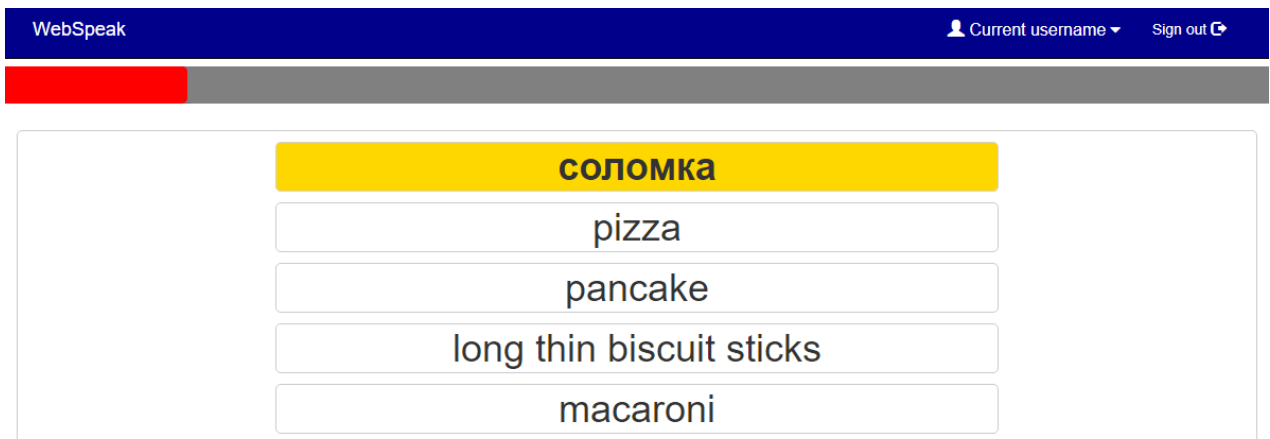 WebSpeak Current username Sign out
соломка
pizza
pancake
long thin biscuit sticks
macaroni